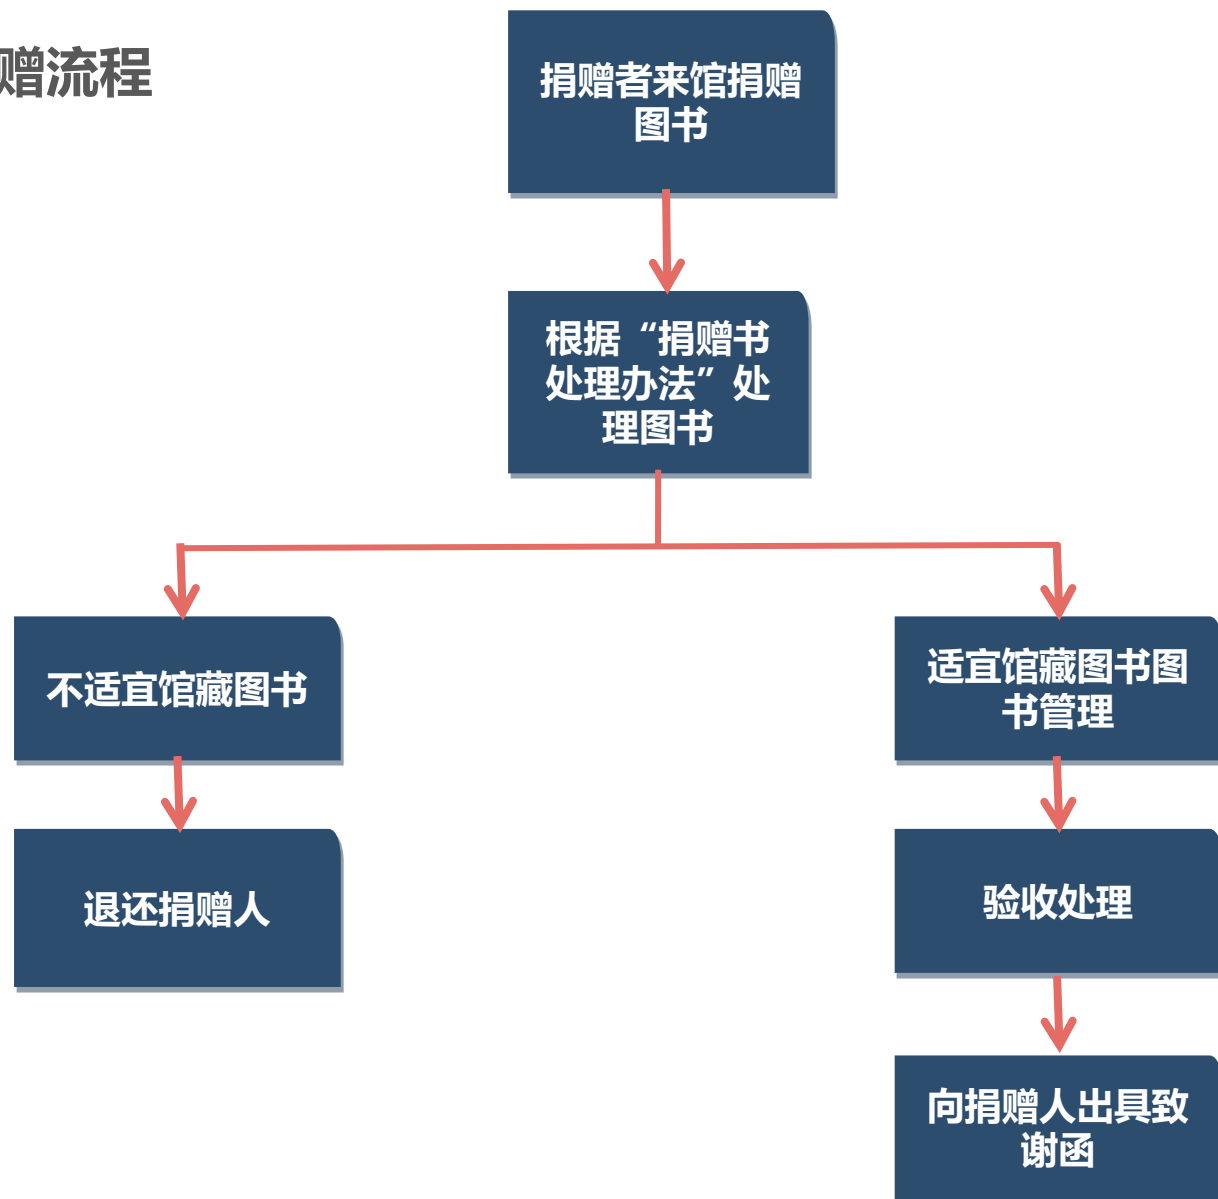 赠流程
捐赠者来馆捐赠
图书
根据“捐赠书
处理办法”处
理图书
不适宜馆藏图书
适宜馆藏图书图
书管理
退还捐赠人
验收处理
向捐赠人出具致
谢函